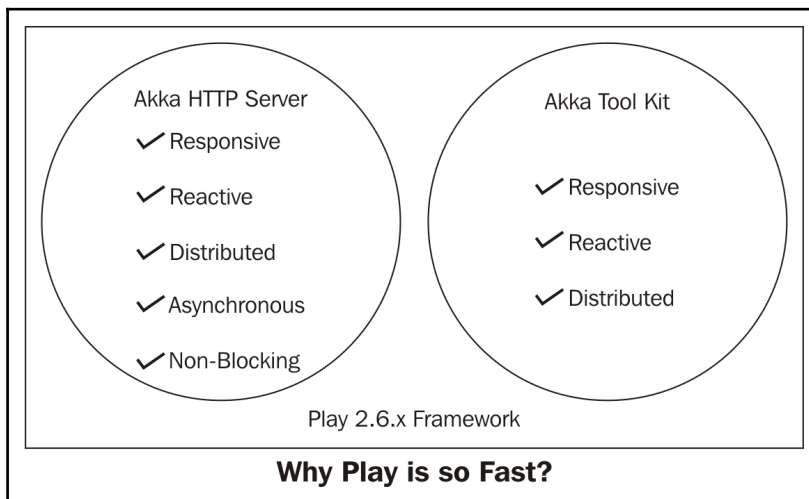 Akka HTTP Server
Responsive
Reactive
Distributed
Asynchronous
Non-Blocking
Akka Tool Kit
Responsive
Reactive
Distributed
Play 2.6.x Framework
Why Play is so Fast?